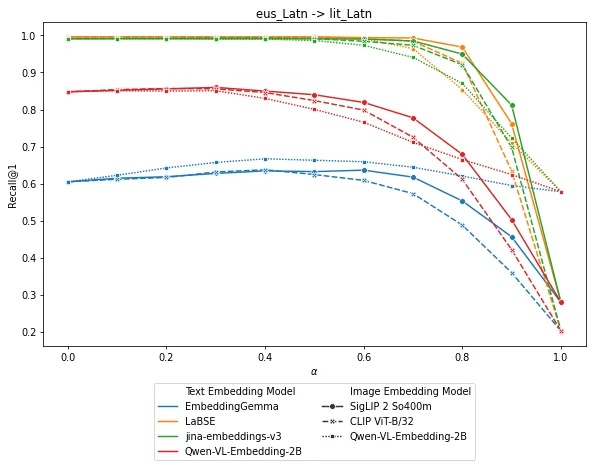 eus_Latn -> lit_Latn
1.0
0.9
0.8
0.7
0.6
0.5
0.4
0.3
0.2
Recall@1
0.0 0.2 0.4 0.6 0.8 1.0
α
Text Embedding Model Image Embedding Model
EmbeddingGemma SigLIP 2 So400m
LaBSE CLIP ViT-B/32
jina-embeddings-v3 Qwen-VL-Embedding-2B
Qwen-VL-Embedding-2B